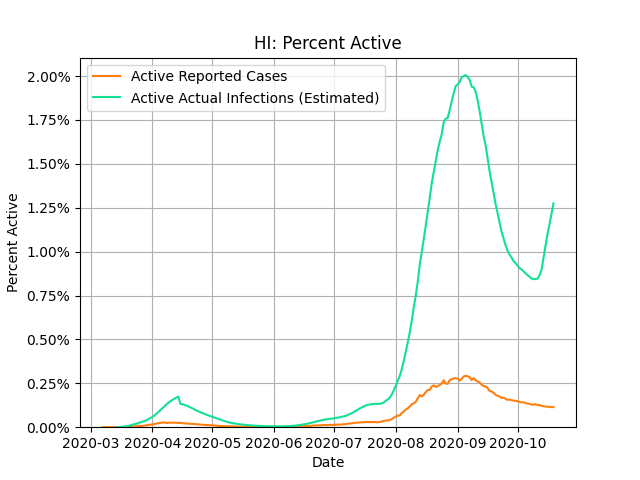 HI: Percent Active
Active Reported Cases
Active Actual Infections (Estimated)
2.00%
1.75%
1.50%
1.25%
1.00%
0.75%
0.50%
0.25%
0.00%
Percent Active
2020-03 2020-04 2020-05 2020-06 2020-07 2020-08 2020-09 2020-10
Date